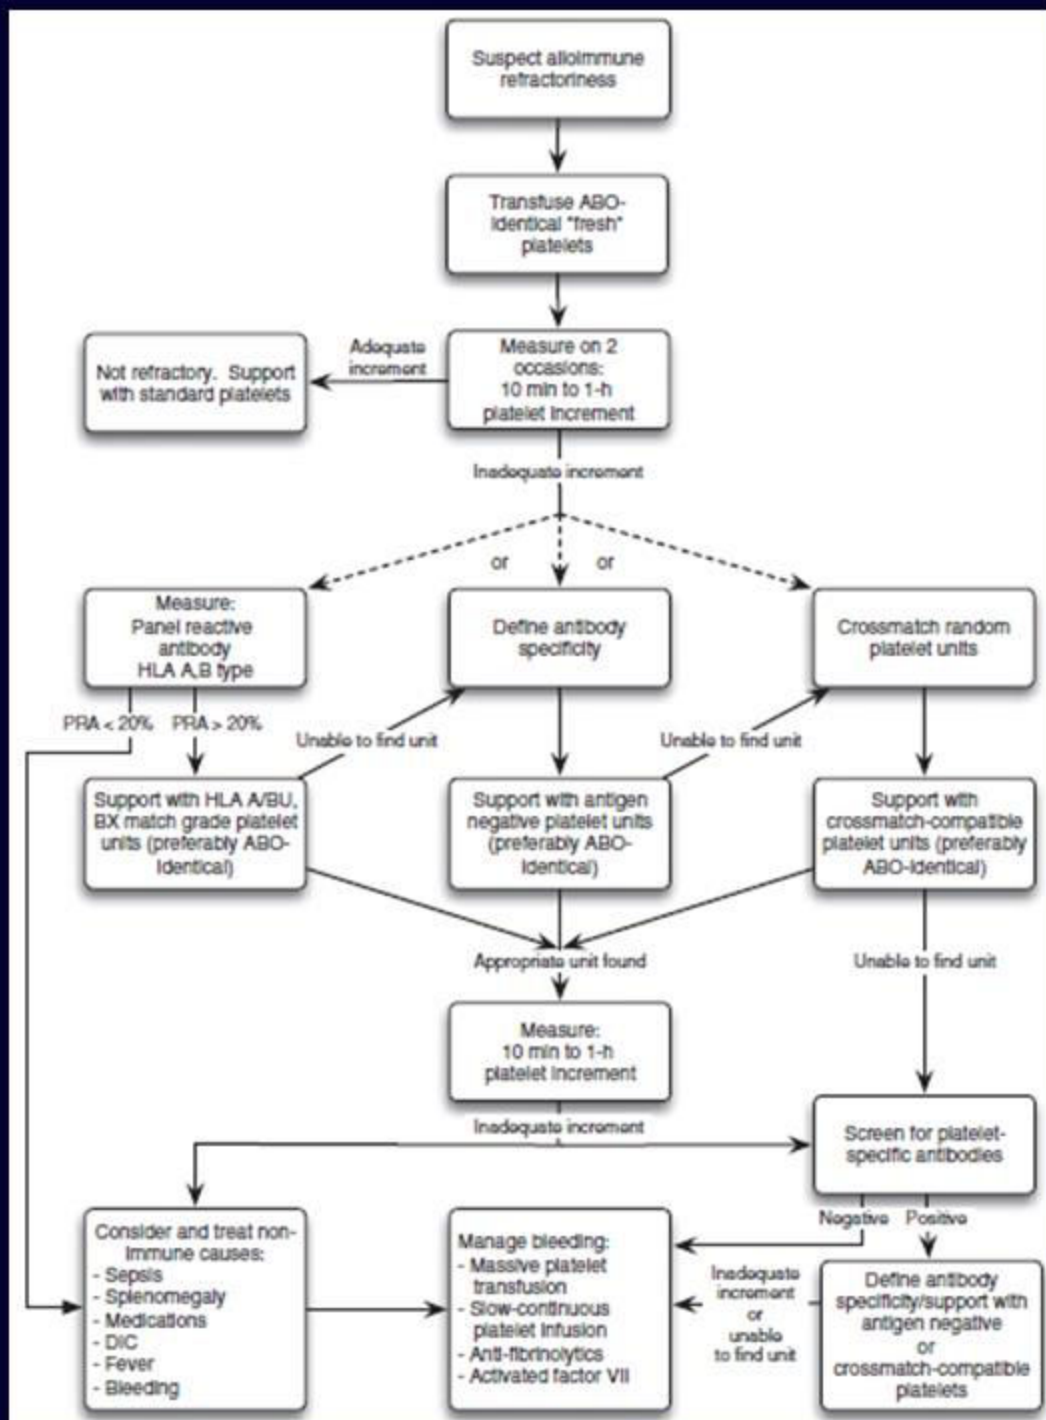 Suspect alloimmune
refractoriness
Transfuse ABO-
identical "fresh"
platelets
Measure on 2
occasions:
10 min to 1-h
platelet increment
Adequate
increment
Not refractory. Support
with standard platelets
Inadequate increment
or
or
Measure:
Panel reactive
antibody
HLA A,B type
Define antibody
specificity
Crossmatch random
platelet units
PRA < 20%
PRA > 20%
Unable to find unit
Unable to find unit
Support with HLA A/BU,
BX match grade platelet
units (preferably ABO-
identical)
Support with antigen
negative platelet units
(preferably ABO-
identical)
Support with
crossmatch-compatible
platelet units (preferably
ABO-identical)
Appropriate unit found
Unable to find unit
Measure:
10 min to 1-h
platelet increment
Inadequate increment
Screen for platelet-
specific antibodies
Negative
Positive
Consider and treat non-
immune causes:
- Sepsis
- Splenomegaly
- Medications
- DIC
- Fever
- Bleeding
Manage bleeding:
- Massive platelet
transfusion
- Slow-continuous
platelet infusion
- Anti-fibrinolytics
- Activated factor VII
Inadequate
increment
or
unable
to find unit
Define antibody
specificity/support with
antigen negative
or
crossmatch-compatible
platelets